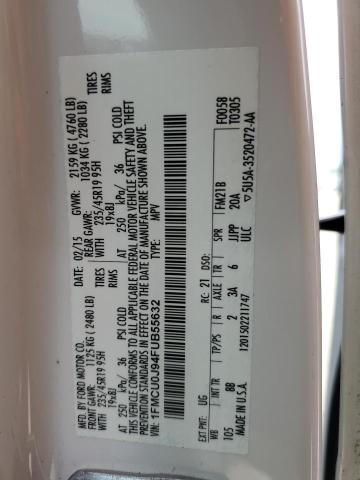 MFD. BY FORD MOTOR CO.
DATE: 02/15 GVWR: 2159 KG ( 4760 LB)
FRONT GAWR: 1125 KG ( 2480 LB) REAR GAWR: 1034 KG ( 2280 LB)
WITH 235/45R19 95H TIRES WITH 235/45R19 95H TIRES
19x8J RIMS 19x8J RIMS
AT 250 kPa/ 36 PSI COLD AT 250 kPa/ 36 PSI COLD
THIS VEHICLE CONFORMS TO ALL APPLICABLE FEDERAL MOTOR VEHICLE SAFETY AND THEFT
PREVENTION STANDARDS IN EFFECT ON THE DATE OF MANUFACTURE SHOWN ABOVE.
VIN: 1FMCU0J94FUB55632
TYPE: MPV
F0058
T0305
EXT PNT: UG RC: 21 DSO:
WB INT TR TP/PS R AXLE TR SPR FM21B
105 BB 2 3A 6 JJPP 20A
MADE IN U.S.A. 1201502211747 ULC 5U5A-3520472-AA